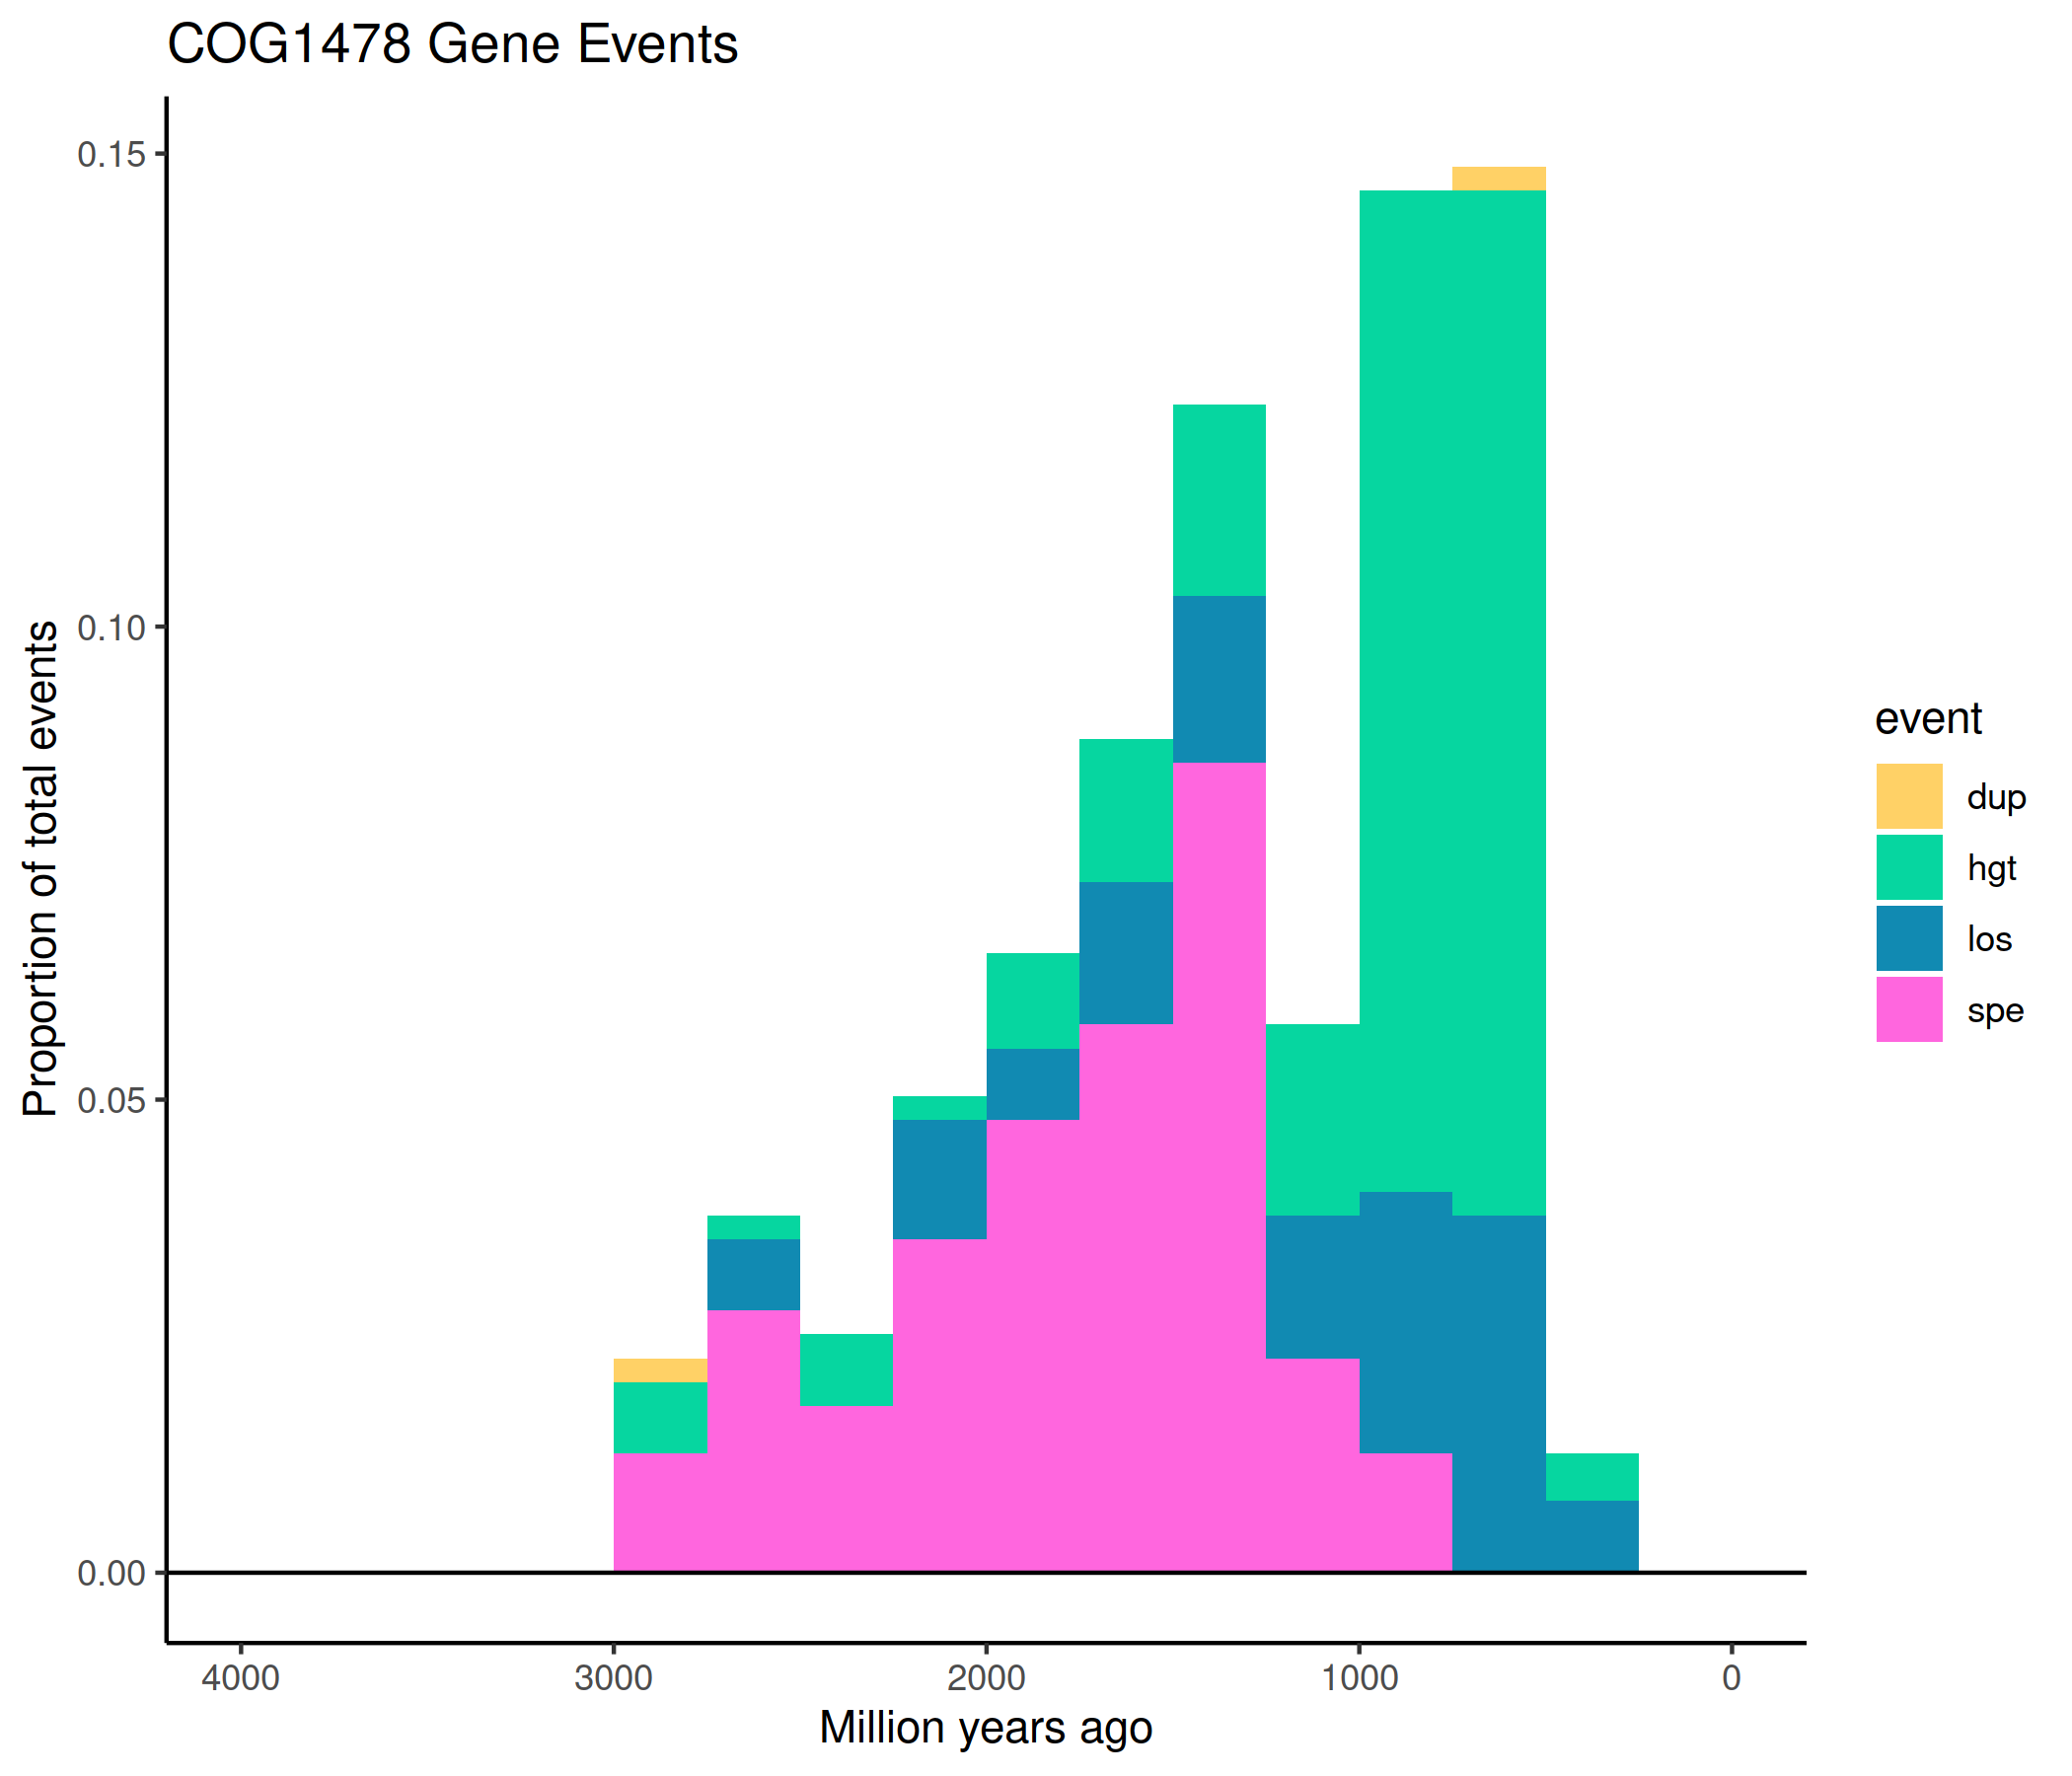 COG1478 Gene Events
Proportion of total events
0.15
0.10
0.05
0.00
4000 3000 2000 1000 0
Million years ago
event
dup
hgt
los
spe